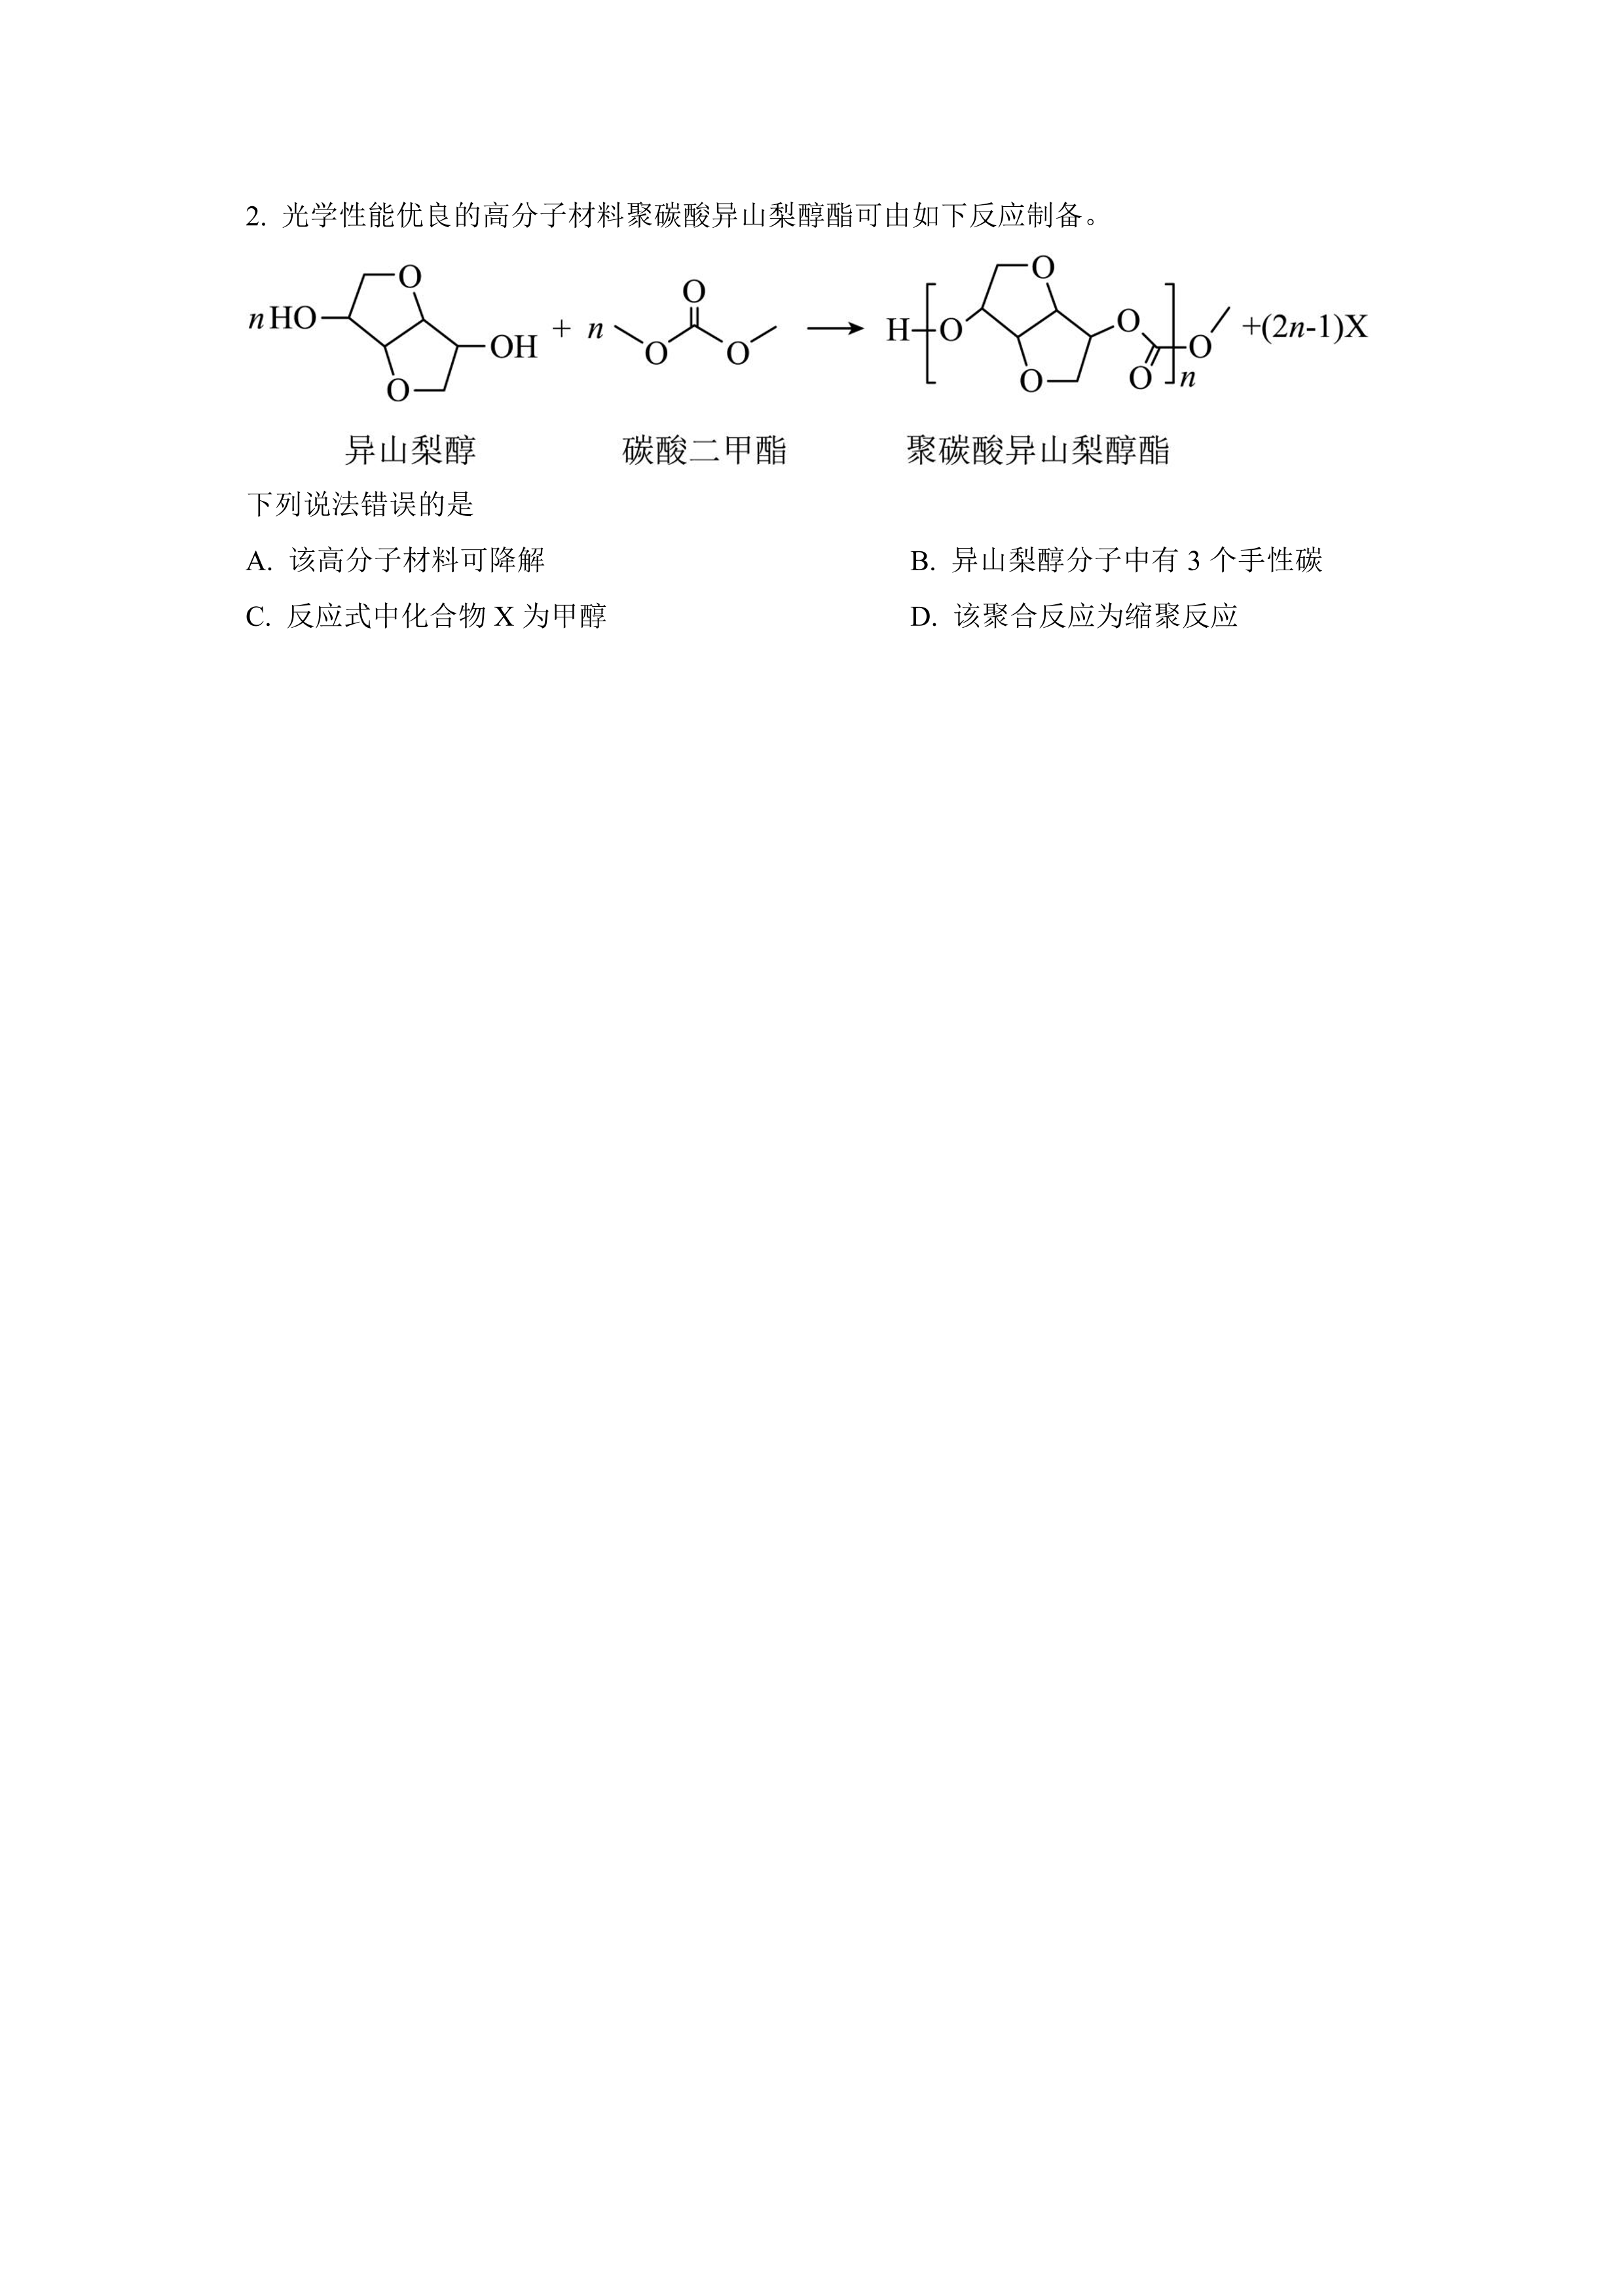 2. 光学性能优良的高分子材料聚碳酸异山梨醇酯可由如下反应制备。
n HO O O OH + n O O O H O O O O O O n +(2n-1)X
异山梨醇 碳酸二甲酯 聚碳酸异山梨醇酯
下列说法错误的是
A. 该高分子材料可降解 B. 异山梨醇分子中有 3 个手性碳
C. 反应式中化合物 X 为甲醇 D. 该聚合反应为缩聚反应